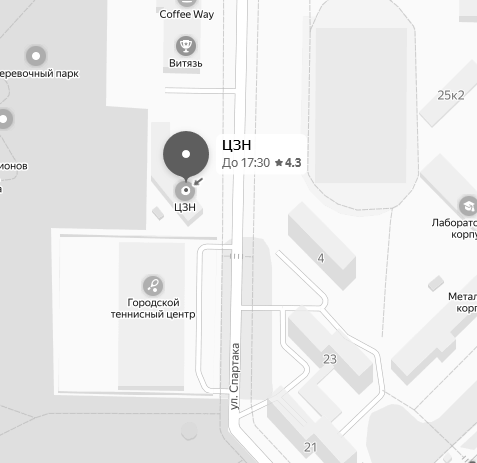 Coffee Way
Витязь
еревочный парк
25к2
ионов
а
ЦЗН
До 17:30 ★ 4.3
ЦЗН
Лаборато
корпу
4
Городской
теннисный центр
Метал
корп
ул. Спартака
23
21